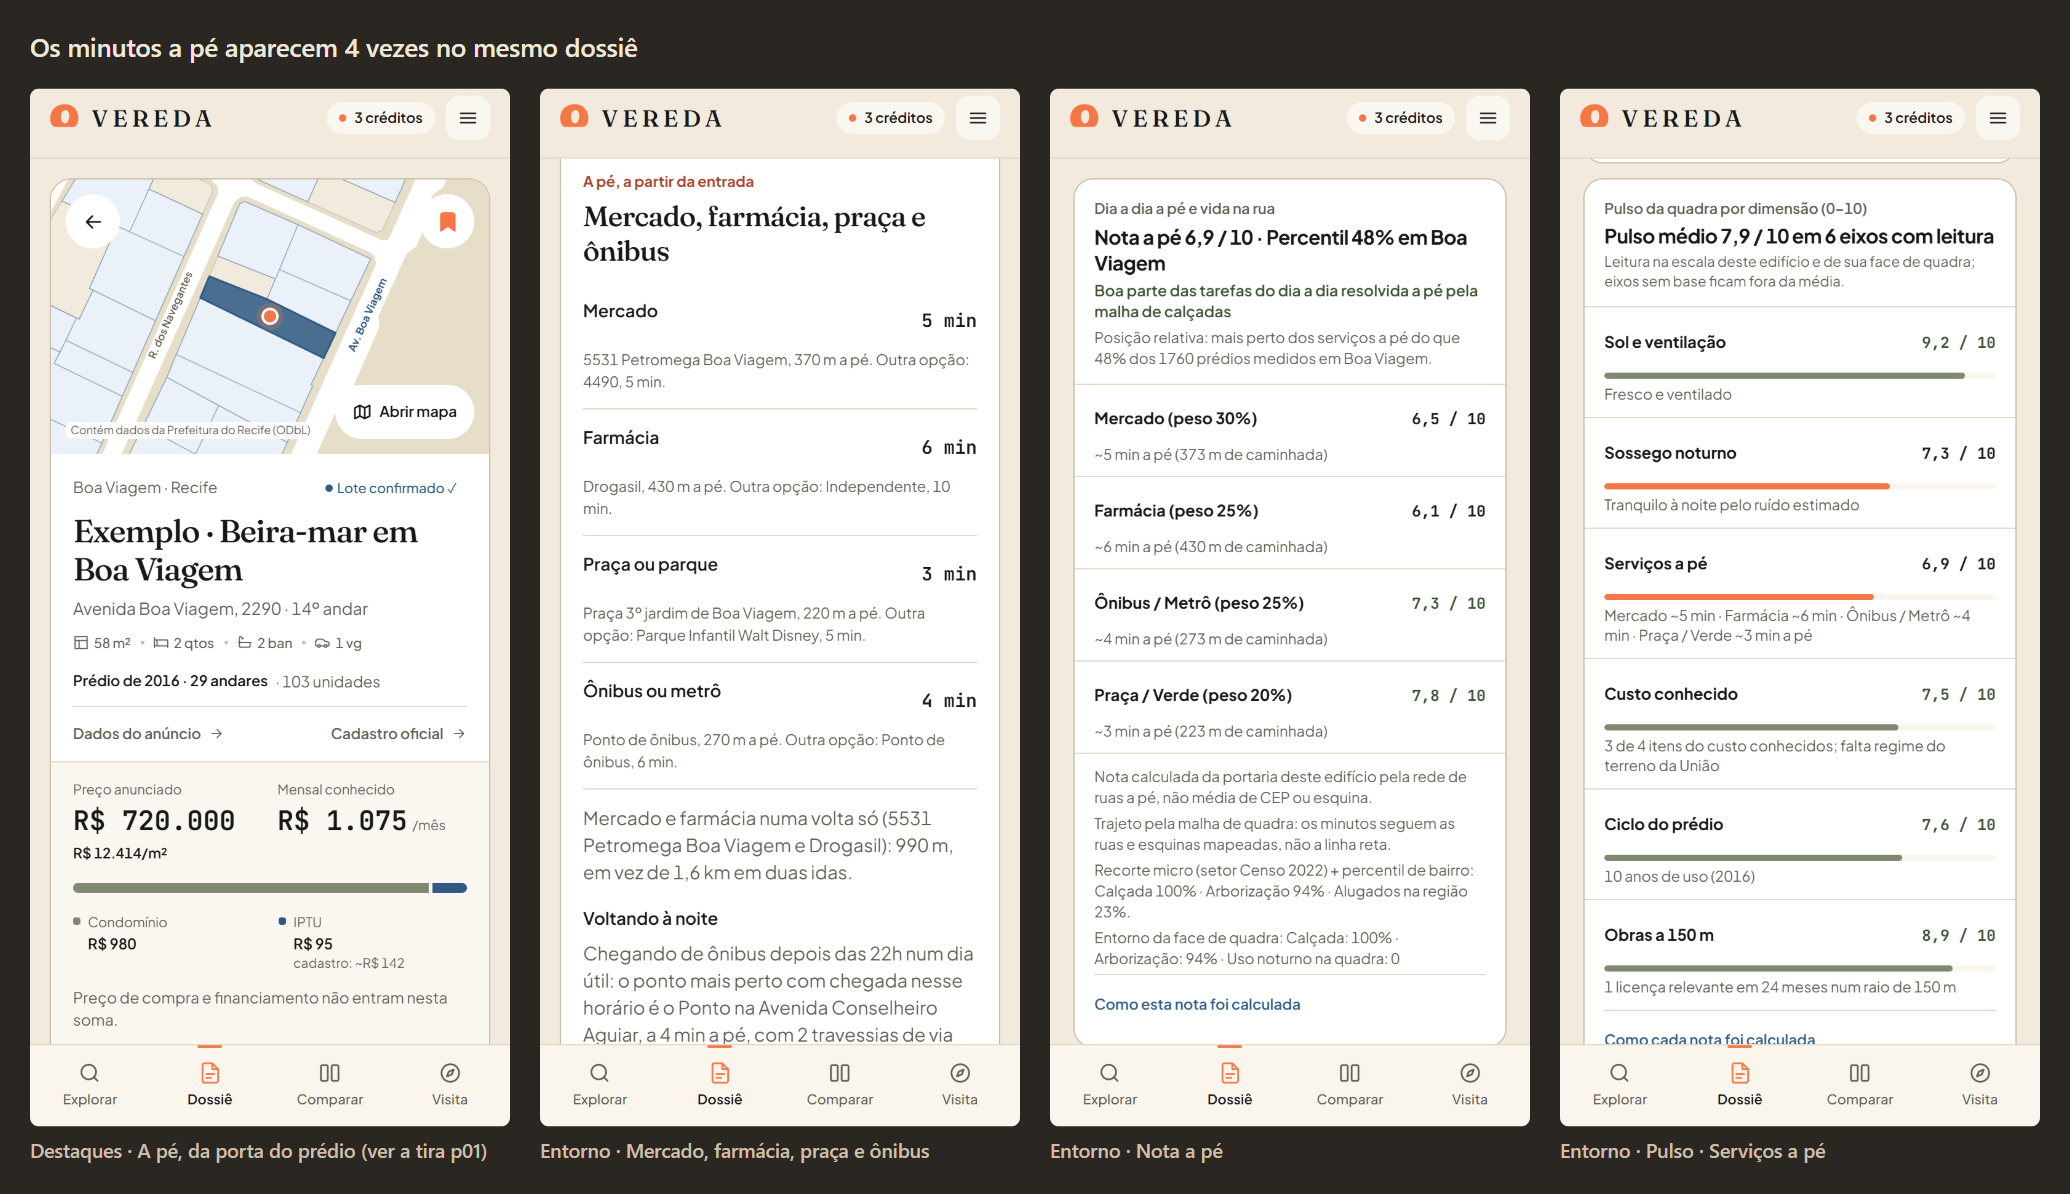 Os minutos a pé aparecem 4 vezes no mesmo dossiê
VEREDA
3 créditos
R. dos Navegantes
Av. Boa Viagem
Abrir mapa
Contém dados da Prefeitura do Recife (ODbL)
Boa Viagem · Recife
Lote confirmado ✓
Exemplo · Beira-mar em
Boa Viagem
Avenida Boa Viagem, 2290 · 14º andar
58 m² • 2 qtos • 2 ban • 1 vg
Prédio de 2016 · 29 andares · 103 unidades
Dados do anúncio →
Cadastro oficial →
Preço anunciado
R$ 720.000
R$ 12.414/m²
Mensal conhecido
R$ 1.075 /mês
Condomínio
R$ 980
IPTU
R$ 95
cadastro: ~R$ 142
Preço de compra e financiamento não entram nesta
soma.
Explorar
Dossiê
Comparar
Visita
Destaques · A pé, da porta do prédio (ver a tira p01)
VEREDA
3 créditos
A pé, a partir da entrada
Mercado, farmácia, praça e
ônibus
Mercado
5 min
5531 Petromega Boa Viagem, 370 m a pé. Outra opção:
4490, 5 min.
Farmácia
6 min
Drogasil, 430 m a pé. Outra opção: Independente, 10
min.
Praça ou parque
3 min
Praça 3º jardim de Boa Viagem, 220 m a pé. Outra
opção: Parque Infantil Walt Disney, 5 min.
Ônibus ou metrô
4 min
Ponto de ônibus, 270 m a pé. Outra opção: Ponto de
ônibus, 6 min.
Mercado e farmácia numa volta só (5531
Petromega Boa Viagem e Drogasil): 990 m,
em vez de 1,6 km em duas idas.
Voltando à noite
Chegando de ônibus depois das 22h num dia
útil: o ponto mais perto com chegada nesse
horário é o Ponto na Avenida Conselheiro
Aguiar, a 4 min a pé, com 2 travessias de via
Explorar
Dossiê
Comparar
Visita
Entorno · Mercado, farmácia, praça e ônibus
VEREDA
3 créditos
Dia a dia a pé e vida na rua
Nota a pé 6,9 / 10 · Percentil 48% em Boa
Viagem
Boa parte das tarefas do dia a dia resolvida a pé pela
malha de calçadas
Posição relativa: mais perto dos serviços a pé do que
48% dos 1760 prédios medidos em Boa Viagem.
Mercado (peso 30%)
6,5 / 10
~5 min a pé (373 m de caminhada)
Farmácia (peso 25%)
6,1 / 10
~6 min a pé (430 m de caminhada)
Ônibus / Metrô (peso 25%)
7,3 / 10
~4 min a pé (273 m de caminhada)
Praça / Verde (peso 20%)
7,8 / 10
~3 min a pé (223 m de caminhada)
Nota calculada da portaria deste edifício pela rede de
ruas a pé, não média de CEP ou esquina.
Trajeto pela malha de quadra: os minutos seguem as
ruas e esquinas mapeadas, não a linha reta.
Recorte micro (setor Censo 2022) + percentil de bairro:
Calçada 100% · Arborização 94% · Alugados na região
23%.
Entorno da face de quadra: Calçada: 100% ·
Arborização: 94% · Uso noturno na quadra: 0
Como esta nota foi calculada
Explorar
Dossiê
Comparar
Visita
Entorno · Nota a pé
VEREDA
3 créditos
Pulso da quadra por dimensão (0–10)
Pulso médio 7,9 / 10 em 6 eixos com leitura
Leitura na escala deste edifício e de sua face de quadra;
eixos sem base ficam fora da média.
Sol e ventilação
9,2 / 10
Fresco e ventilado
Sossego noturno
7,3 / 10
Tranquilo à noite pelo ruído estimado
Serviços a pé
6,9 / 10
Mercado ~5 min · Farmácia ~6 min · Ônibus / Metrô ~4
min · Praça / Verde ~3 min a pé
Custo conhecido
7,5 / 10
3 de 4 itens do custo conhecidos; falta regime do
terreno da União
Ciclo do prédio
7,6 / 10
10 anos de uso (2016)
Obras a 150 m
8,9 / 10
1 licença relevante em 24 meses num raio de 150 m
Como cada nota foi calculada
Explorar
Dossiê
Comparar
Visita
Entorno · Pulso · Serviços a pé